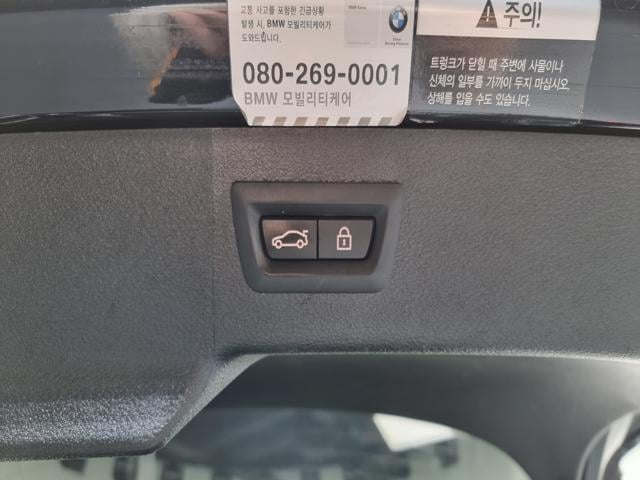 교통 사고를 포함한 긴급상황
발생 시, BMW 모빌리티케어가
도와드립니다.
080-269-0001
BMW 모빌리티케어
주의!
트렁크가 닫힐 때 주변에 사물이나
신체의 일부를 가까이 두지 마십시오.
상해를 입을 수도 있습니다.